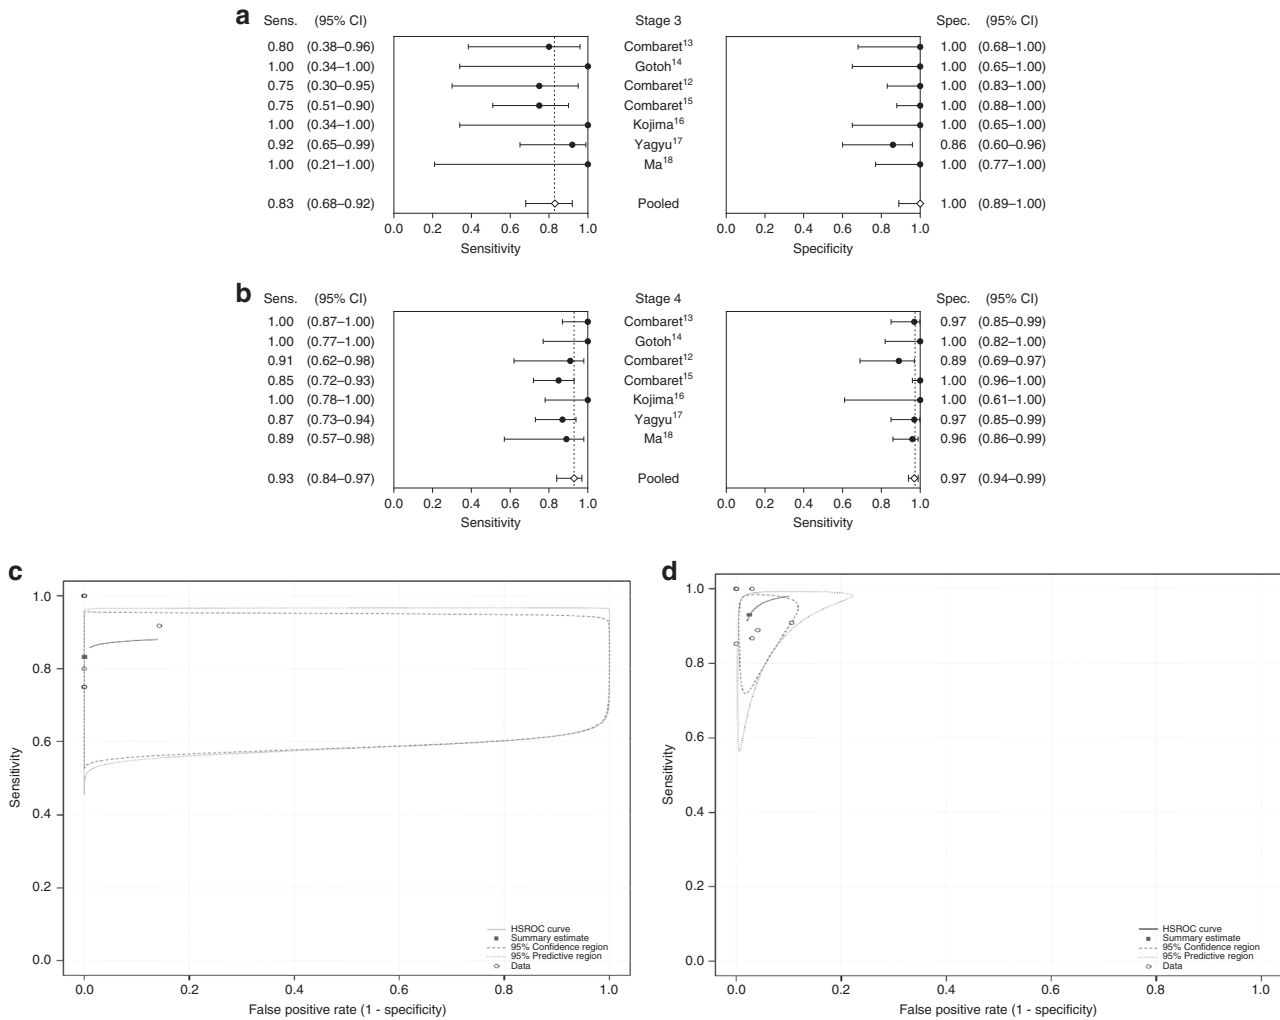 a Sens. (95% CI) Stage 3 Spec. (95% CI)
0.80 (0.38–0.96) Combaret13 1.00 (0.68–1.00)
1.00 (0.34–1.00) Gotoh14 1.00 (0.65–1.00)
0.75 (0.30–0.95) Combaret12 1.00 (0.83–1.00)
0.75 (0.51–0.90) Combaret15 1.00 (0.88–1.00)
1.00 (0.34–1.00) Kojima16 1.00 (0.65–1.00)
0.92 (0.65–0.99) Yagyu17 0.86 (0.60–0.96)
1.00 (0.21–1.00) Ma18 1.00 (0.77–1.00)
0.83 (0.68–0.92) Pooled 1.00 (0.89–1.00)
0.0 0.2 0.4 0.6 0.8 1.0 0.0 0.2 0.4 0.6 0.8 1.0
Sensitivity Specificity
b Sens. (95% CI) Stage 4 Spec. (95% CI)
1.00 (0.87–1.00) Combaret13 0.97 (0.85–0.99)
1.00 (0.77–1.00) Gotoh14 1.00 (0.82–1.00)
0.91 (0.62–0.98) Combaret12 0.89 (0.69–0.97)
0.85 (0.72–0.93) Combaret15 1.00 (0.96–1.00)
1.00 (0.78–1.00) Kojima16 1.00 (0.61–1.00)
0.87 (0.73–0.94) Yagyu17 0.97 (0.85–0.99)
0.89 (0.57–0.98) Ma18 0.96 (0.86–0.99)
0.93 (0.84–0.97) Pooled 0.97 (0.94–0.99)
0.0 0.2 0.4 0.6 0.8 1.0 0.0 0.2 0.4 0.6 0.8 1.0
Sensitivity Sensitivity
c
1.0
0.8
0.6
0.4
0.2
0.0
Sensitivity
HSROC curve
Summary estimate
95% Confidence region
95% Predictive region
Data
0.0 0.2 0.4 0.6 0.8 1.0
False positive rate (1 - specificity)
d
1.0
0.8
0.6
0.4
0.2
0.0
Sensitivity
HSROC curve
Summary estimate
95% Confidence region
95% Predictive region
Data
0.0 0.2 0.4 0.6 0.8 1.0
False positive rate (1 - specificity)